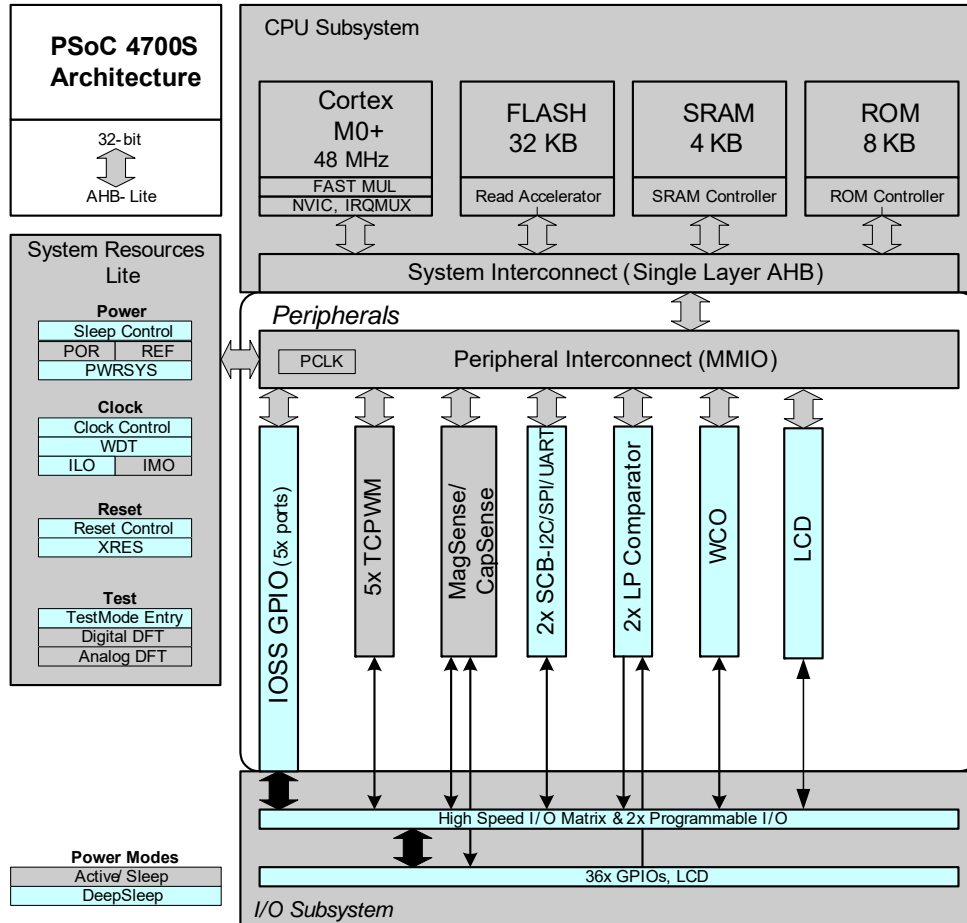 PSoC 4700S
Architecture
32-bit
AHB- Lite
CPU Subsystem
Cortex
M0+
48 MHz
FAST MUL
NVIC, IRQMUX
FLASH
32 KB
Read Accelerator
SRAM
4 KB
SRAM Controller
ROM
8 KB
ROM Controller
System Interconnect (Single Layer AHB)
System Resources
Lite
Power
Sleep Control
POR
REF
PWRSYS
Clock
Clock Control
WDT
ILO
IMO
Reset
Reset Control
XRES
Test
TestMode Entry
Digital DFT
Analog DFT
Peripherals
PCLK
Peripheral Interconnect (MMIO)
IOSS GPIO (5x ports)
5x TCPWM
MagSense/
CapSense
2x SCB-I2C/SPI/UART
2x LP Comparator
WCO
LCD
High Speed I/O Matrix & 2x Programmable I/O
36x GPIOs, LCD
I/O Subsystem
Power Modes
Active/ Sleep
DeepSleep